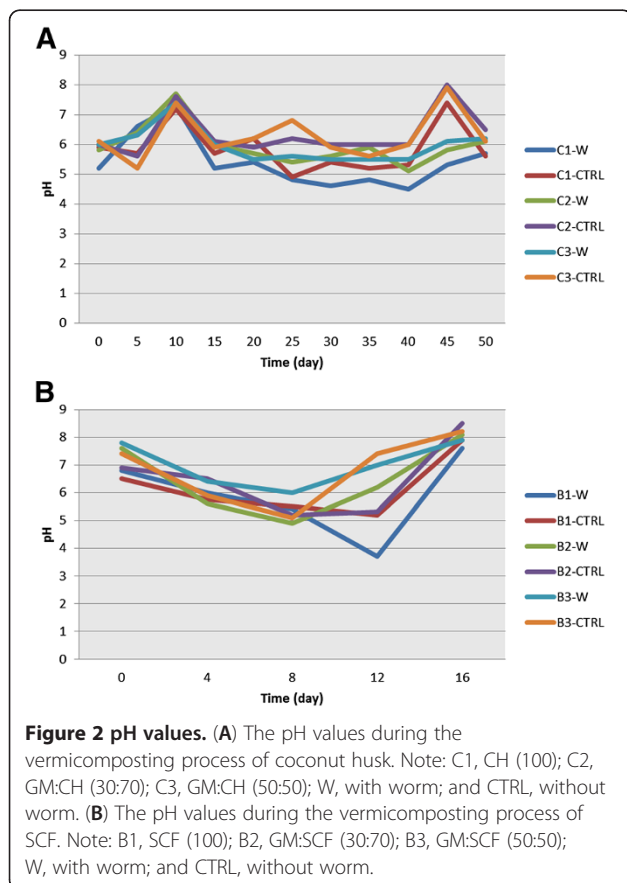 A
9
8
7
6
5
4
3
2
1
0
pH
0 5 10 15 20 25 30 35 40 45 50
Time (day)
C1-W
C1-CTRL
C2-W
C2-CTRL
C3-W
C3-CTRL
B
9
8
7
6
5
4
3
2
1
0
pH
0 4 8 12 16
Time (day)
B1-W
B1-CTRL
B2-W
B2-CTRL
B3-W
B3-CTRL
Figure 2 pH values. (A) The pH values during the
vermicomposting process of coconut husk. Note: C1, CH (100); C2,
GM:CH (30:70); C3, GM:CH (50:50); W, with worm; and CTRL, without
worm. (B) The pH values during the vermicomposting process of
SCF. Note: B1, SCF (100); B2, GM:SCF (30:70); B3, GM:SCF (50:50);
W, with worm; and CTRL, without worm.